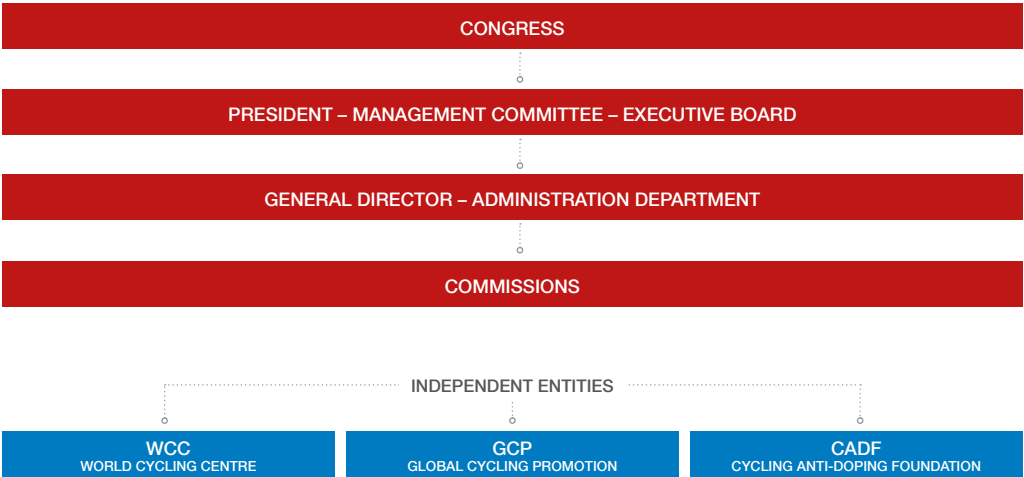 CONGRESS
PRESIDENT – MANAGEMENT COMMITTEE – EXECUTIVE BOARD
GENERAL DIRECTOR – ADMINISTRATION DEPARTMENT
COMMISSIONS
INDEPENDENT ENTITIES
WCC
WORLD CYCLING CENTRE
GCP
GLOBAL CYCLING PROMOTION
CADF
CYCLING ANTI-DOPING FOUNDATION